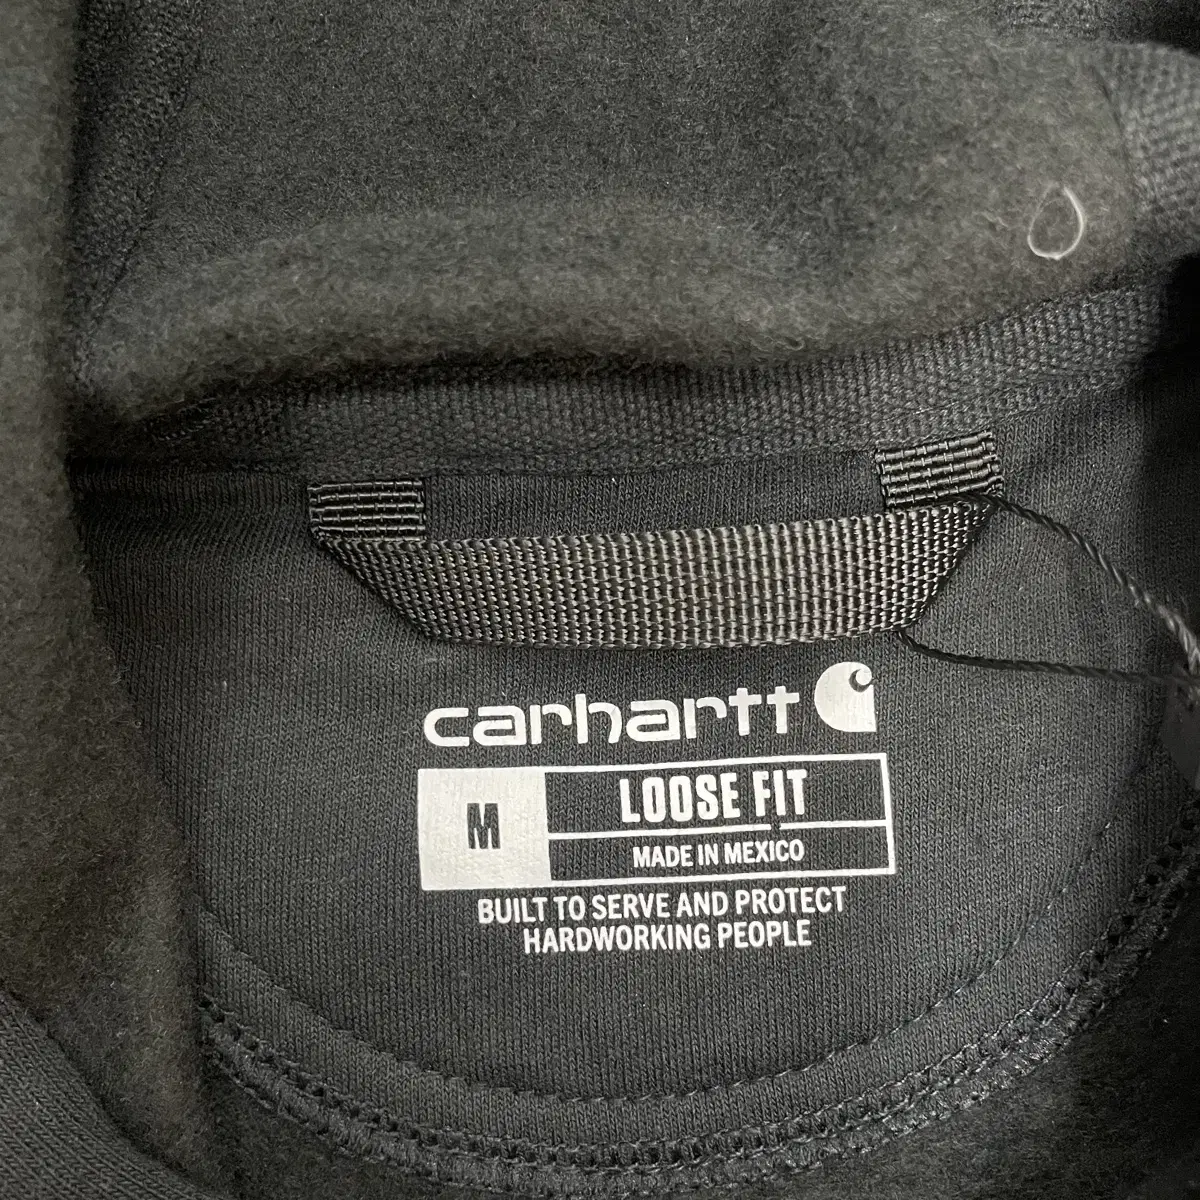 carhartt
M
LOOSE FIT
MADE IN MEXICO
BUILT TO SERVE AND PROTECT
HARDWORKING PEOPLE